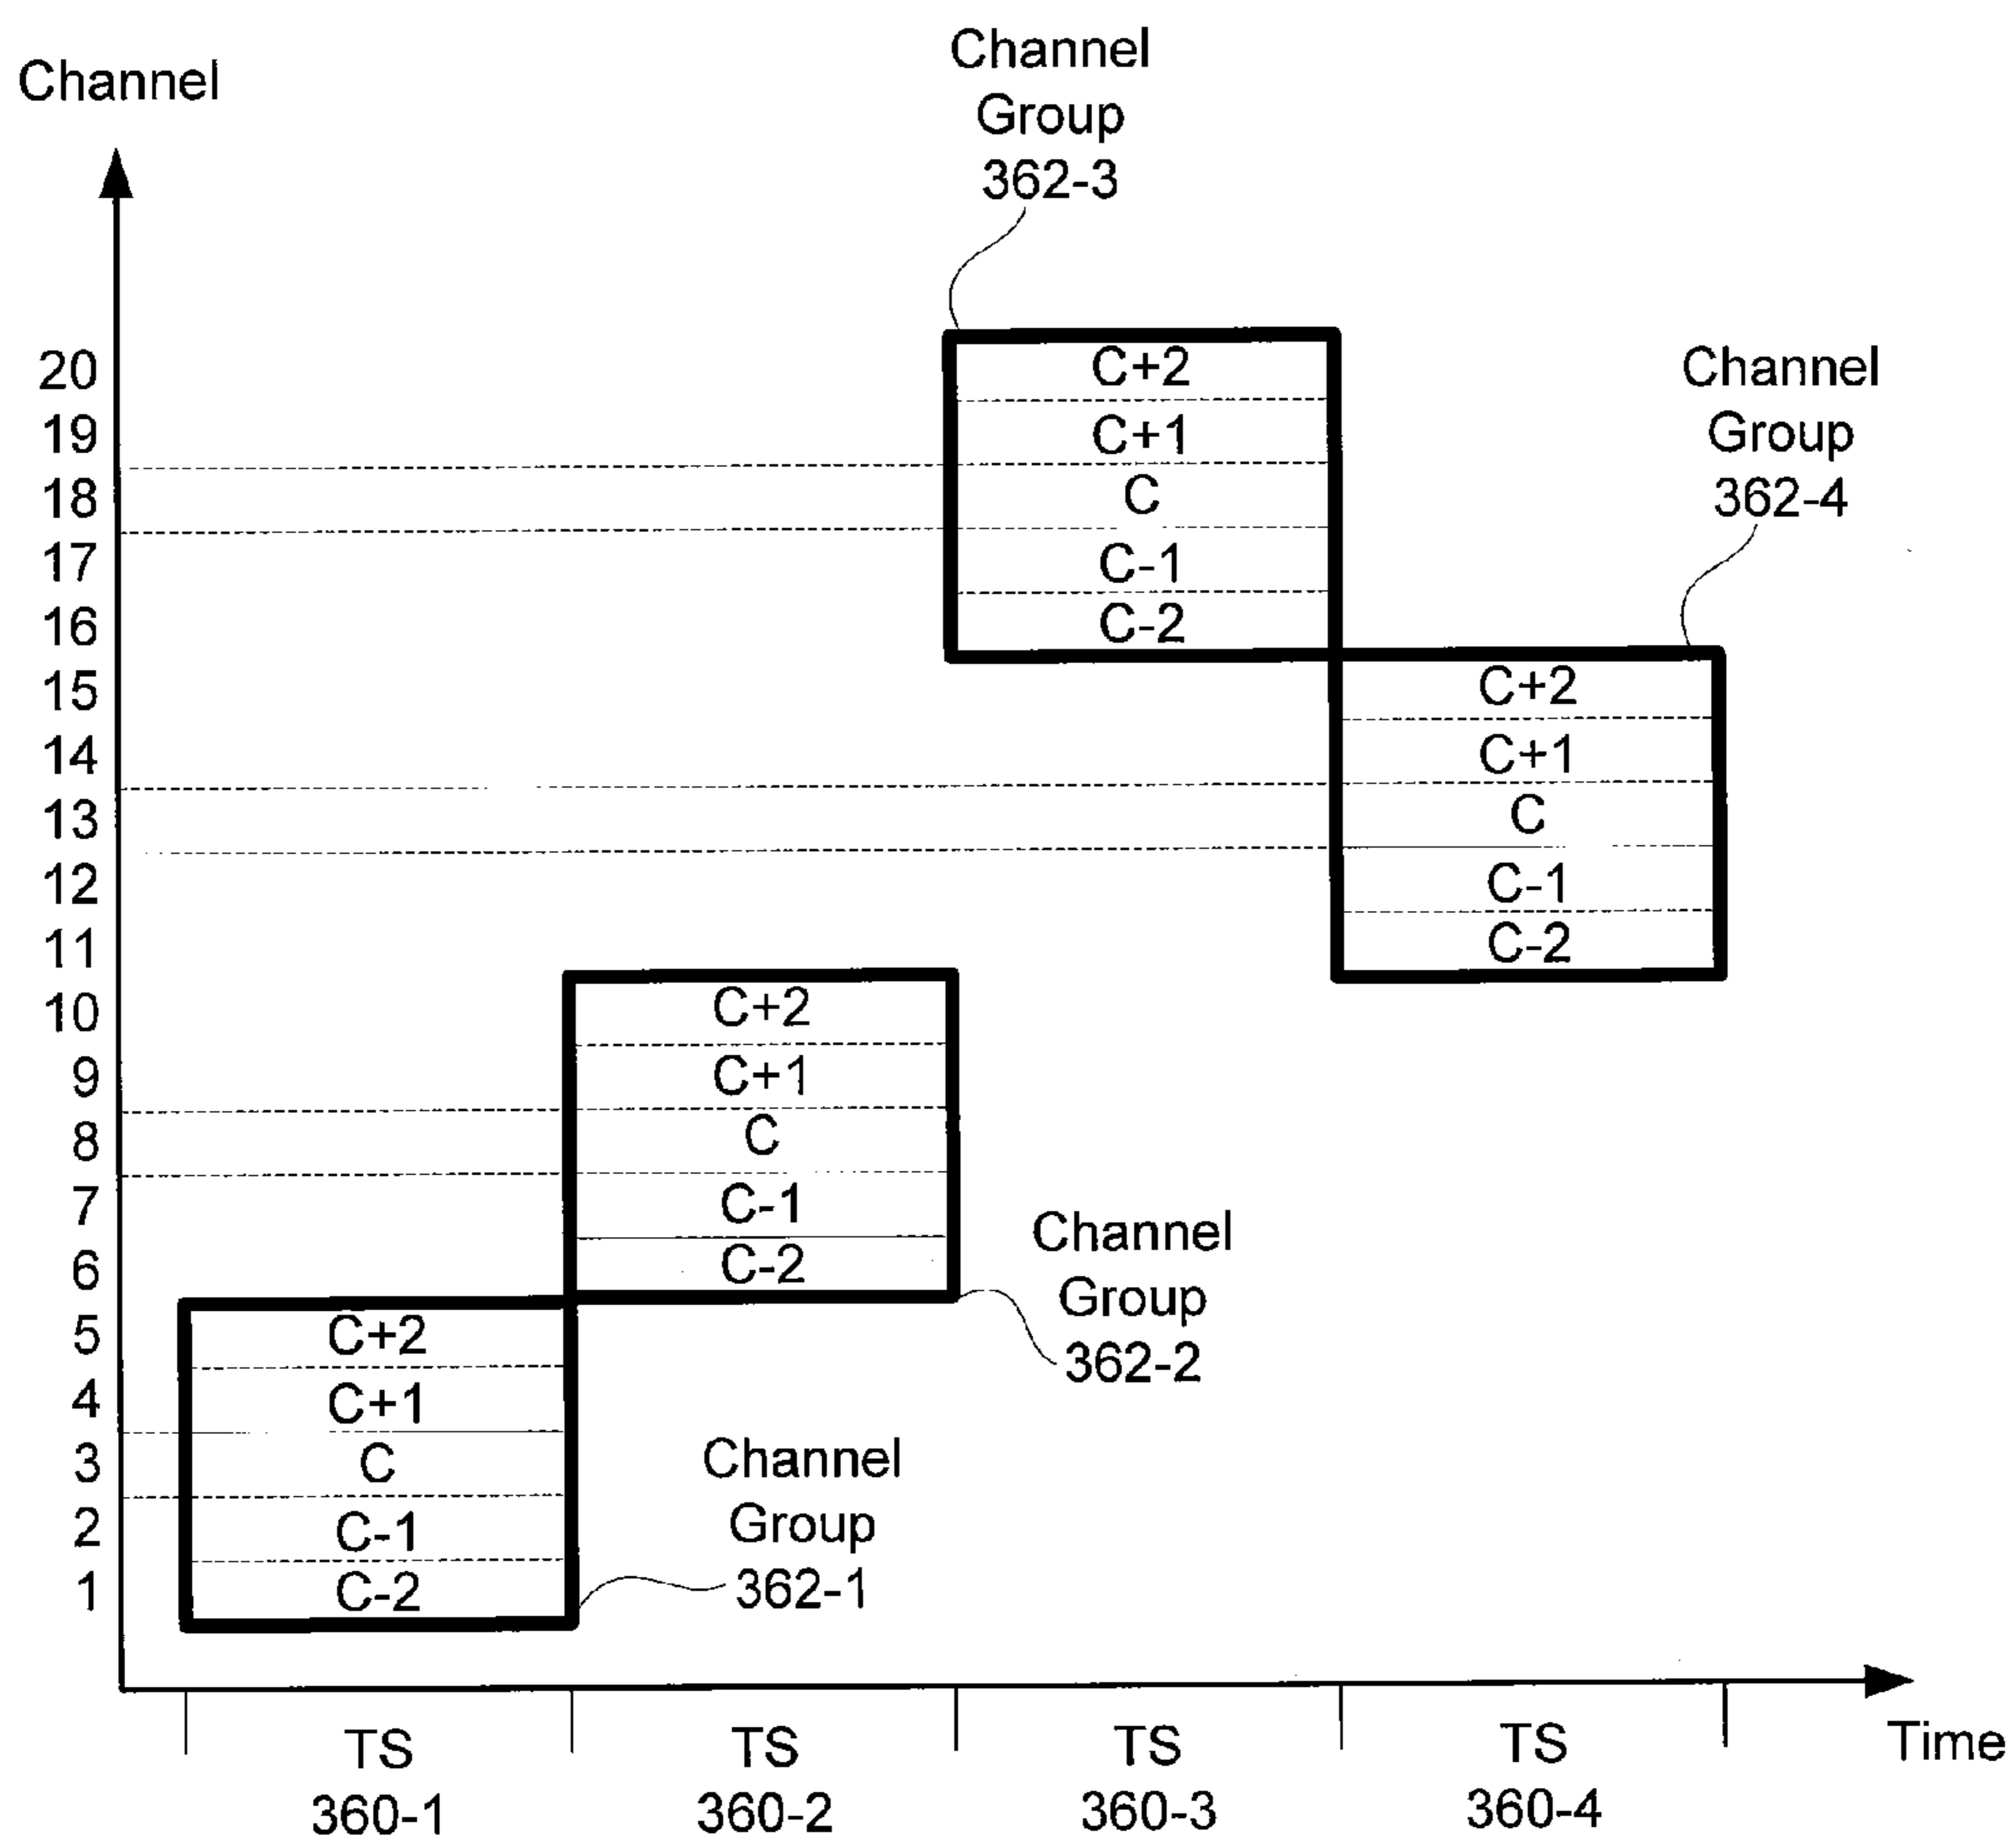 Channel
Channel
Group
362-3
20
19
18
17
16
15
14
13
12
11
10
9
8
7
6
5
4
3
2
1
C+2
C+1
C
C-1
C-2
Channel
Group
362-4
C+2
C+1
C
C-1
C-2
C+2
C+1
C
C-1
C-2
Channel
Group
362-2
C+2
C+1
C
C-1
C-2
Channel
Group
362-1
TS
360-1
TS
360-2
TS
360-3
TS
360-4
Time